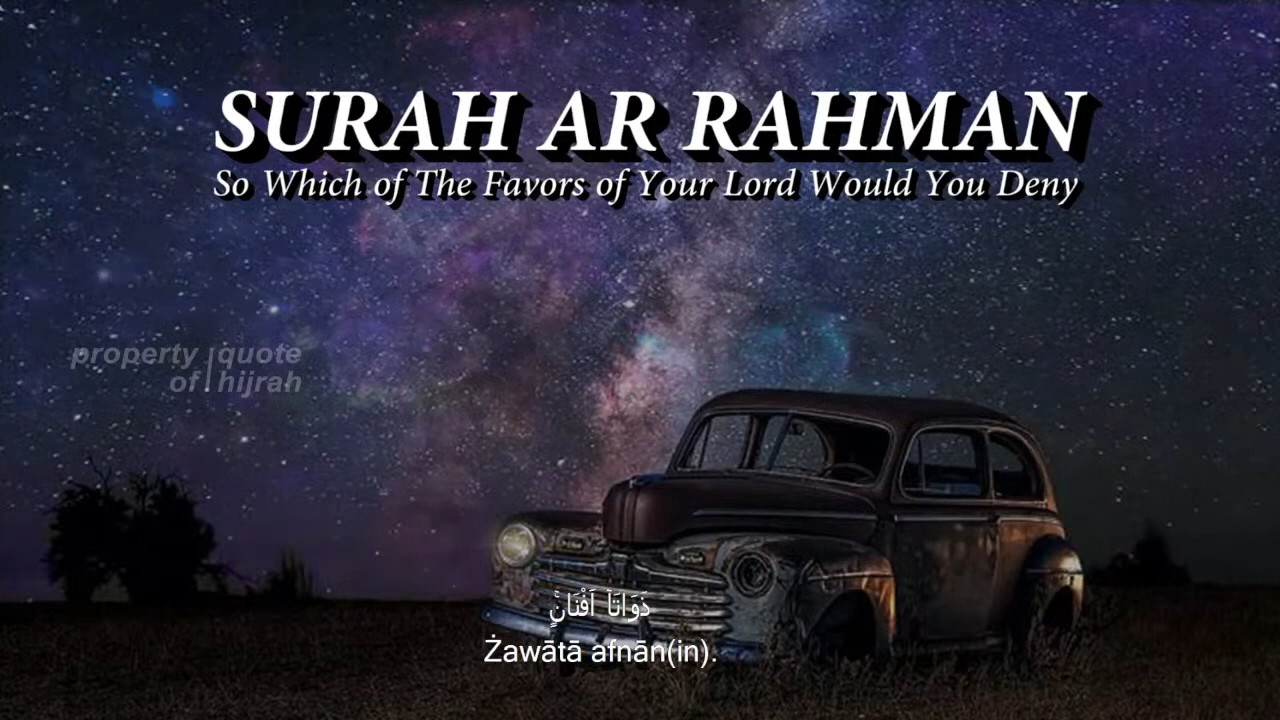 SURAH AR RAHMAN
So Which of The Favors of Your Lord Would You Deny
property | quote
of | hijrah
ذَوَاتَآ اَفْنَانٍۚ
Żawātā afnān(in).